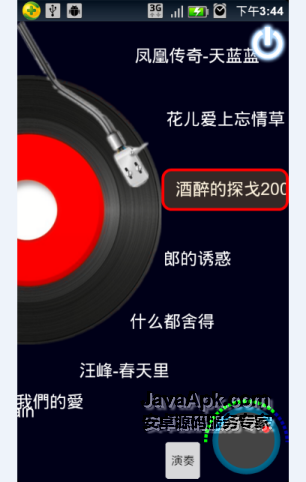 3G
下午3:44
凤凰传奇-天蓝蓝
花儿爱上忘情草
酒醉的探戈200
郎的诱惑
什么都舍得
汪峰-春天里
我們的愛
ain
JavaApk.com
安卓源码服务专家
演奏